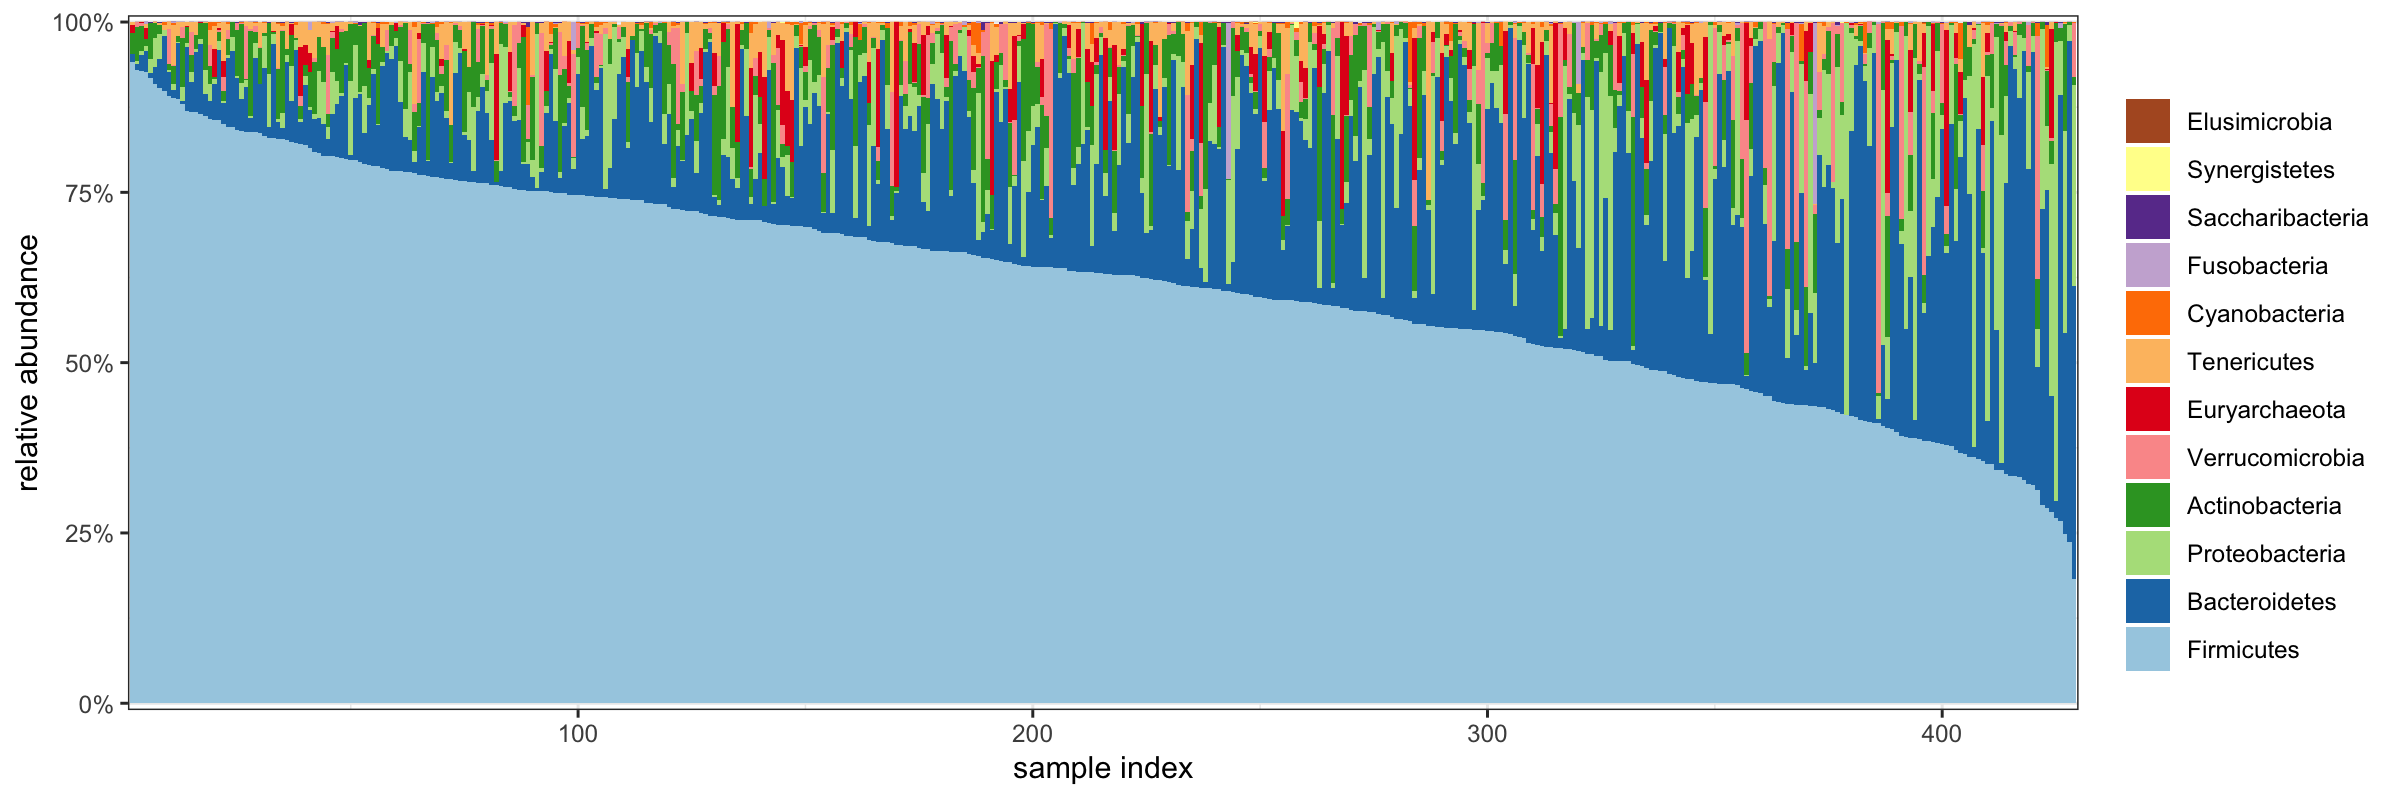 relative abundance
100%
75%
50%
25%
0%
100
200
300
400
sample index
Elusimicrobia
Synergistetes
Saccharibacteria
Fusobacteria
Cyanobacteria
Tenericutes
Euryarchaeota
Verrucomicrobia
Actinobacteria
Proteobacteria
Bacteroidetes
Firmicutes